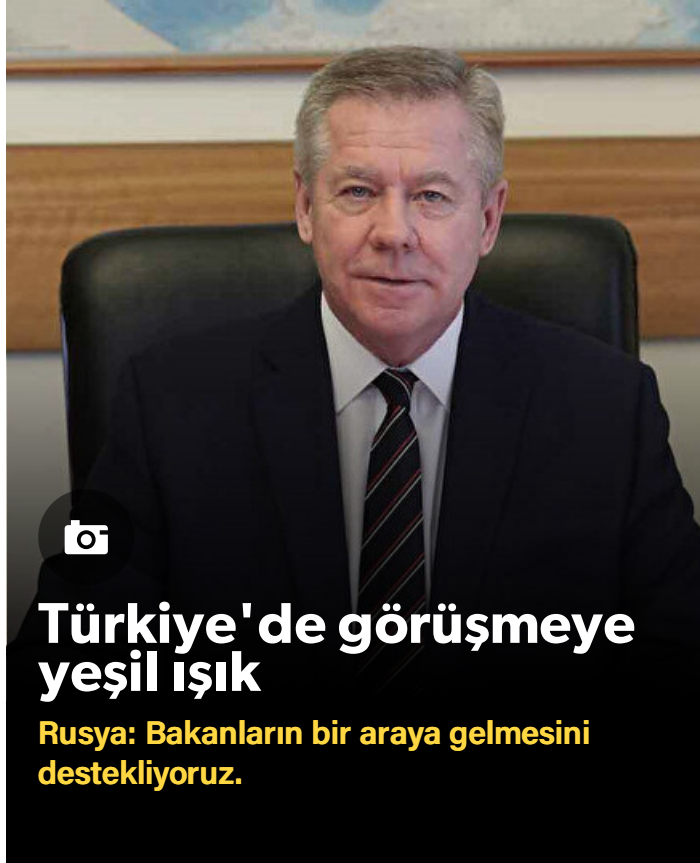 Türkiye'de görüşmeye
yeşil ışık
Rusya: Bakanların bir araya gelmesini
destekliyoruz.